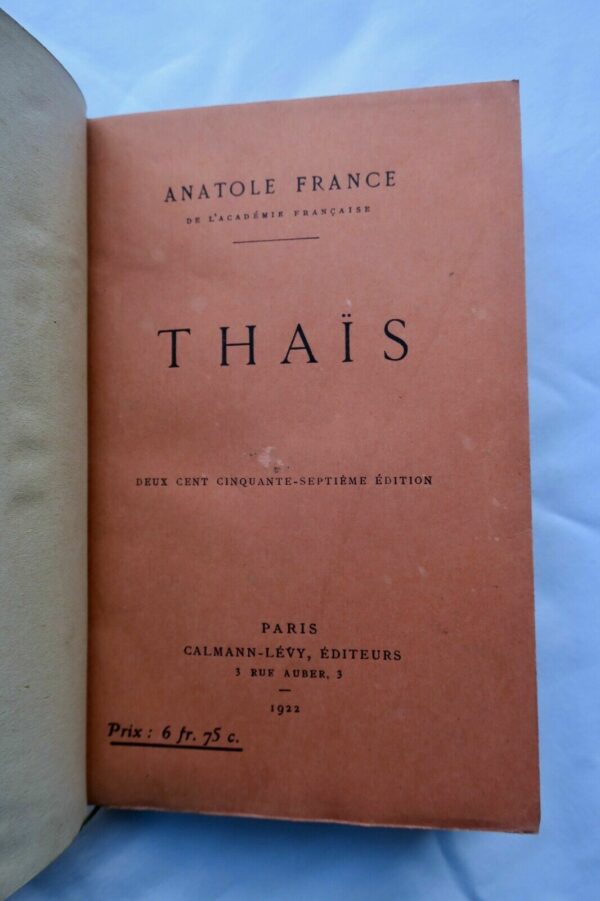 ANATOLE FRANCE
DE L'ACADÉMIE FRANÇAISE
THAÏS
DEUX CENT CINQUANTE-SEPTIÈME ÉDITION
PARIS
CALMANN-LÉVY, ÉDITEURS
3 RUE AUBER, 3
1922
Prix : 6 fr. 75 c.